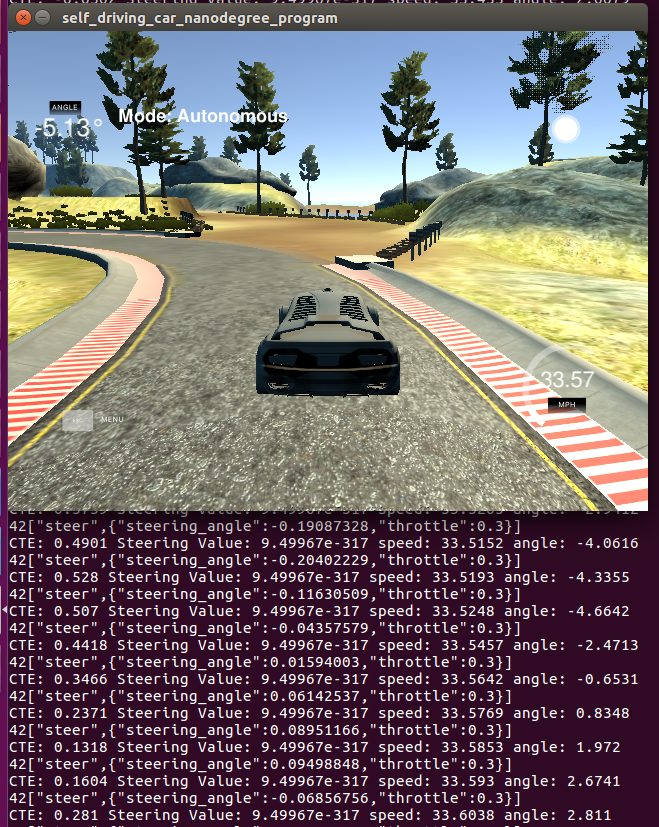 self_driving_car_nanodegree_program
ANGLE
-5.13°
Mode: Autonomous
33.57
MPH
MENU
42["steer",{"steering_angle":-0.19087328,"throttle":0.3}]
CTE: 0.4901 Steering Value: 9.49967e-317 speed: 33.5152 angle: -4.0616
42["steer",{"steering_angle":-0.20402229,"throttle":0.3}]
CTE: 0.528 Steering Value: 9.49967e-317 speed: 33.5193 angle: -4.3355
42["steer",{"steering_angle":-0.11630509,"throttle":0.3}]
CTE: 0.507 Steering Value: 9.49967e-317 speed: 33.5248 angle: -4.6642
42["steer",{"steering_angle":-0.04357579,"throttle":0.3}]
CTE: 0.4418 Steering Value: 9.49967e-317 speed: 33.5457 angle: -2.4713
42["steer",{"steering_angle":0.01594003,"throttle":0.3}]
CTE: 0.3466 Steering Value: 9.49967e-317 speed: 33.5642 angle: -0.6531
42["steer",{"steering_angle":0.06142537,"throttle":0.3}]
CTE: 0.2371 Steering Value: 9.49967e-317 speed: 33.5769 angle: 0.8348
42["steer",{"steering_angle":0.08951166,"throttle":0.3}]
CTE: 0.1318 Steering Value: 9.49967e-317 speed: 33.5853 angle: 1.972
42["steer",{"steering_angle":0.09498848,"throttle":0.3}]
CTE: 0.1604 Steering Value: 9.49967e-317 speed: 33.593 angle: 2.6741
42["steer",{"steering_angle":-0.06856756,"throttle":0.3}]
CTE: 0.281 Steering Value: 9.49967e-317 speed: 33.6038 angle: 2.811